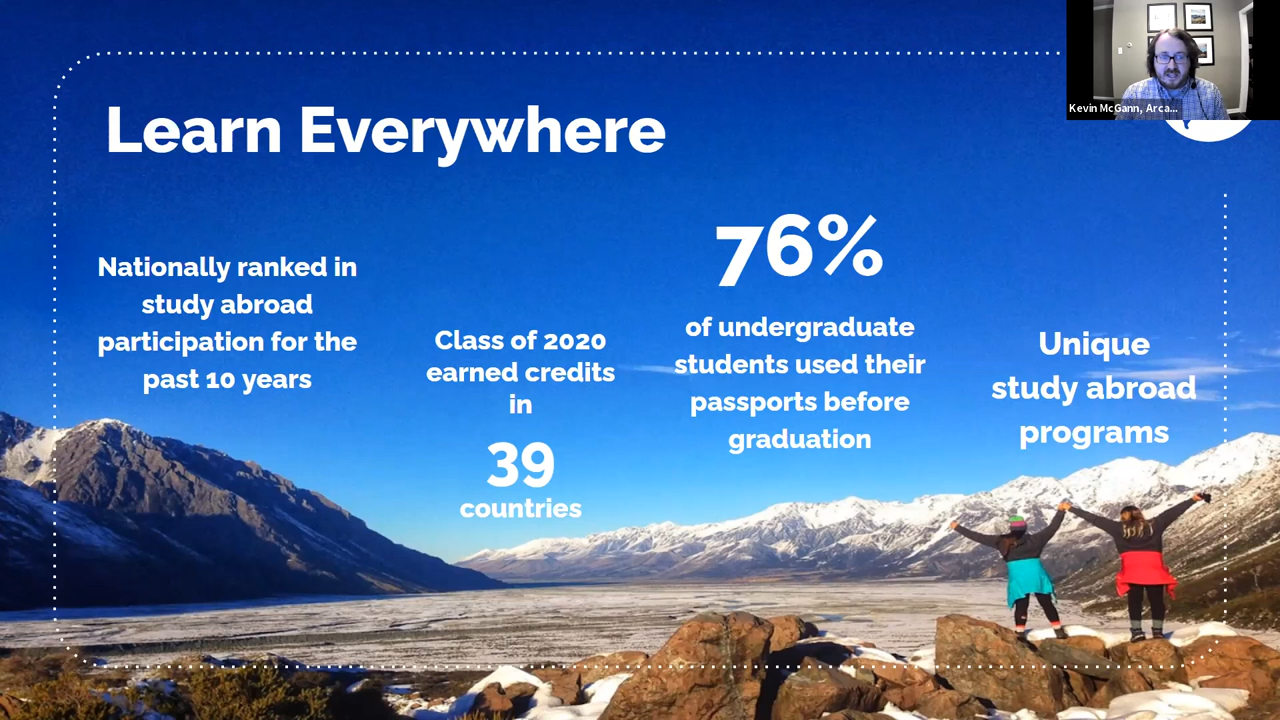 Learn Everywhere
Nationally ranked in
study abroad
participation for the
past 10 years
Class of 2020
earned credits
in
39
countries
76%
of undergraduate
students used their
passports before
graduation
Unique
study abroad
programs
Kevin McGann, Arca...